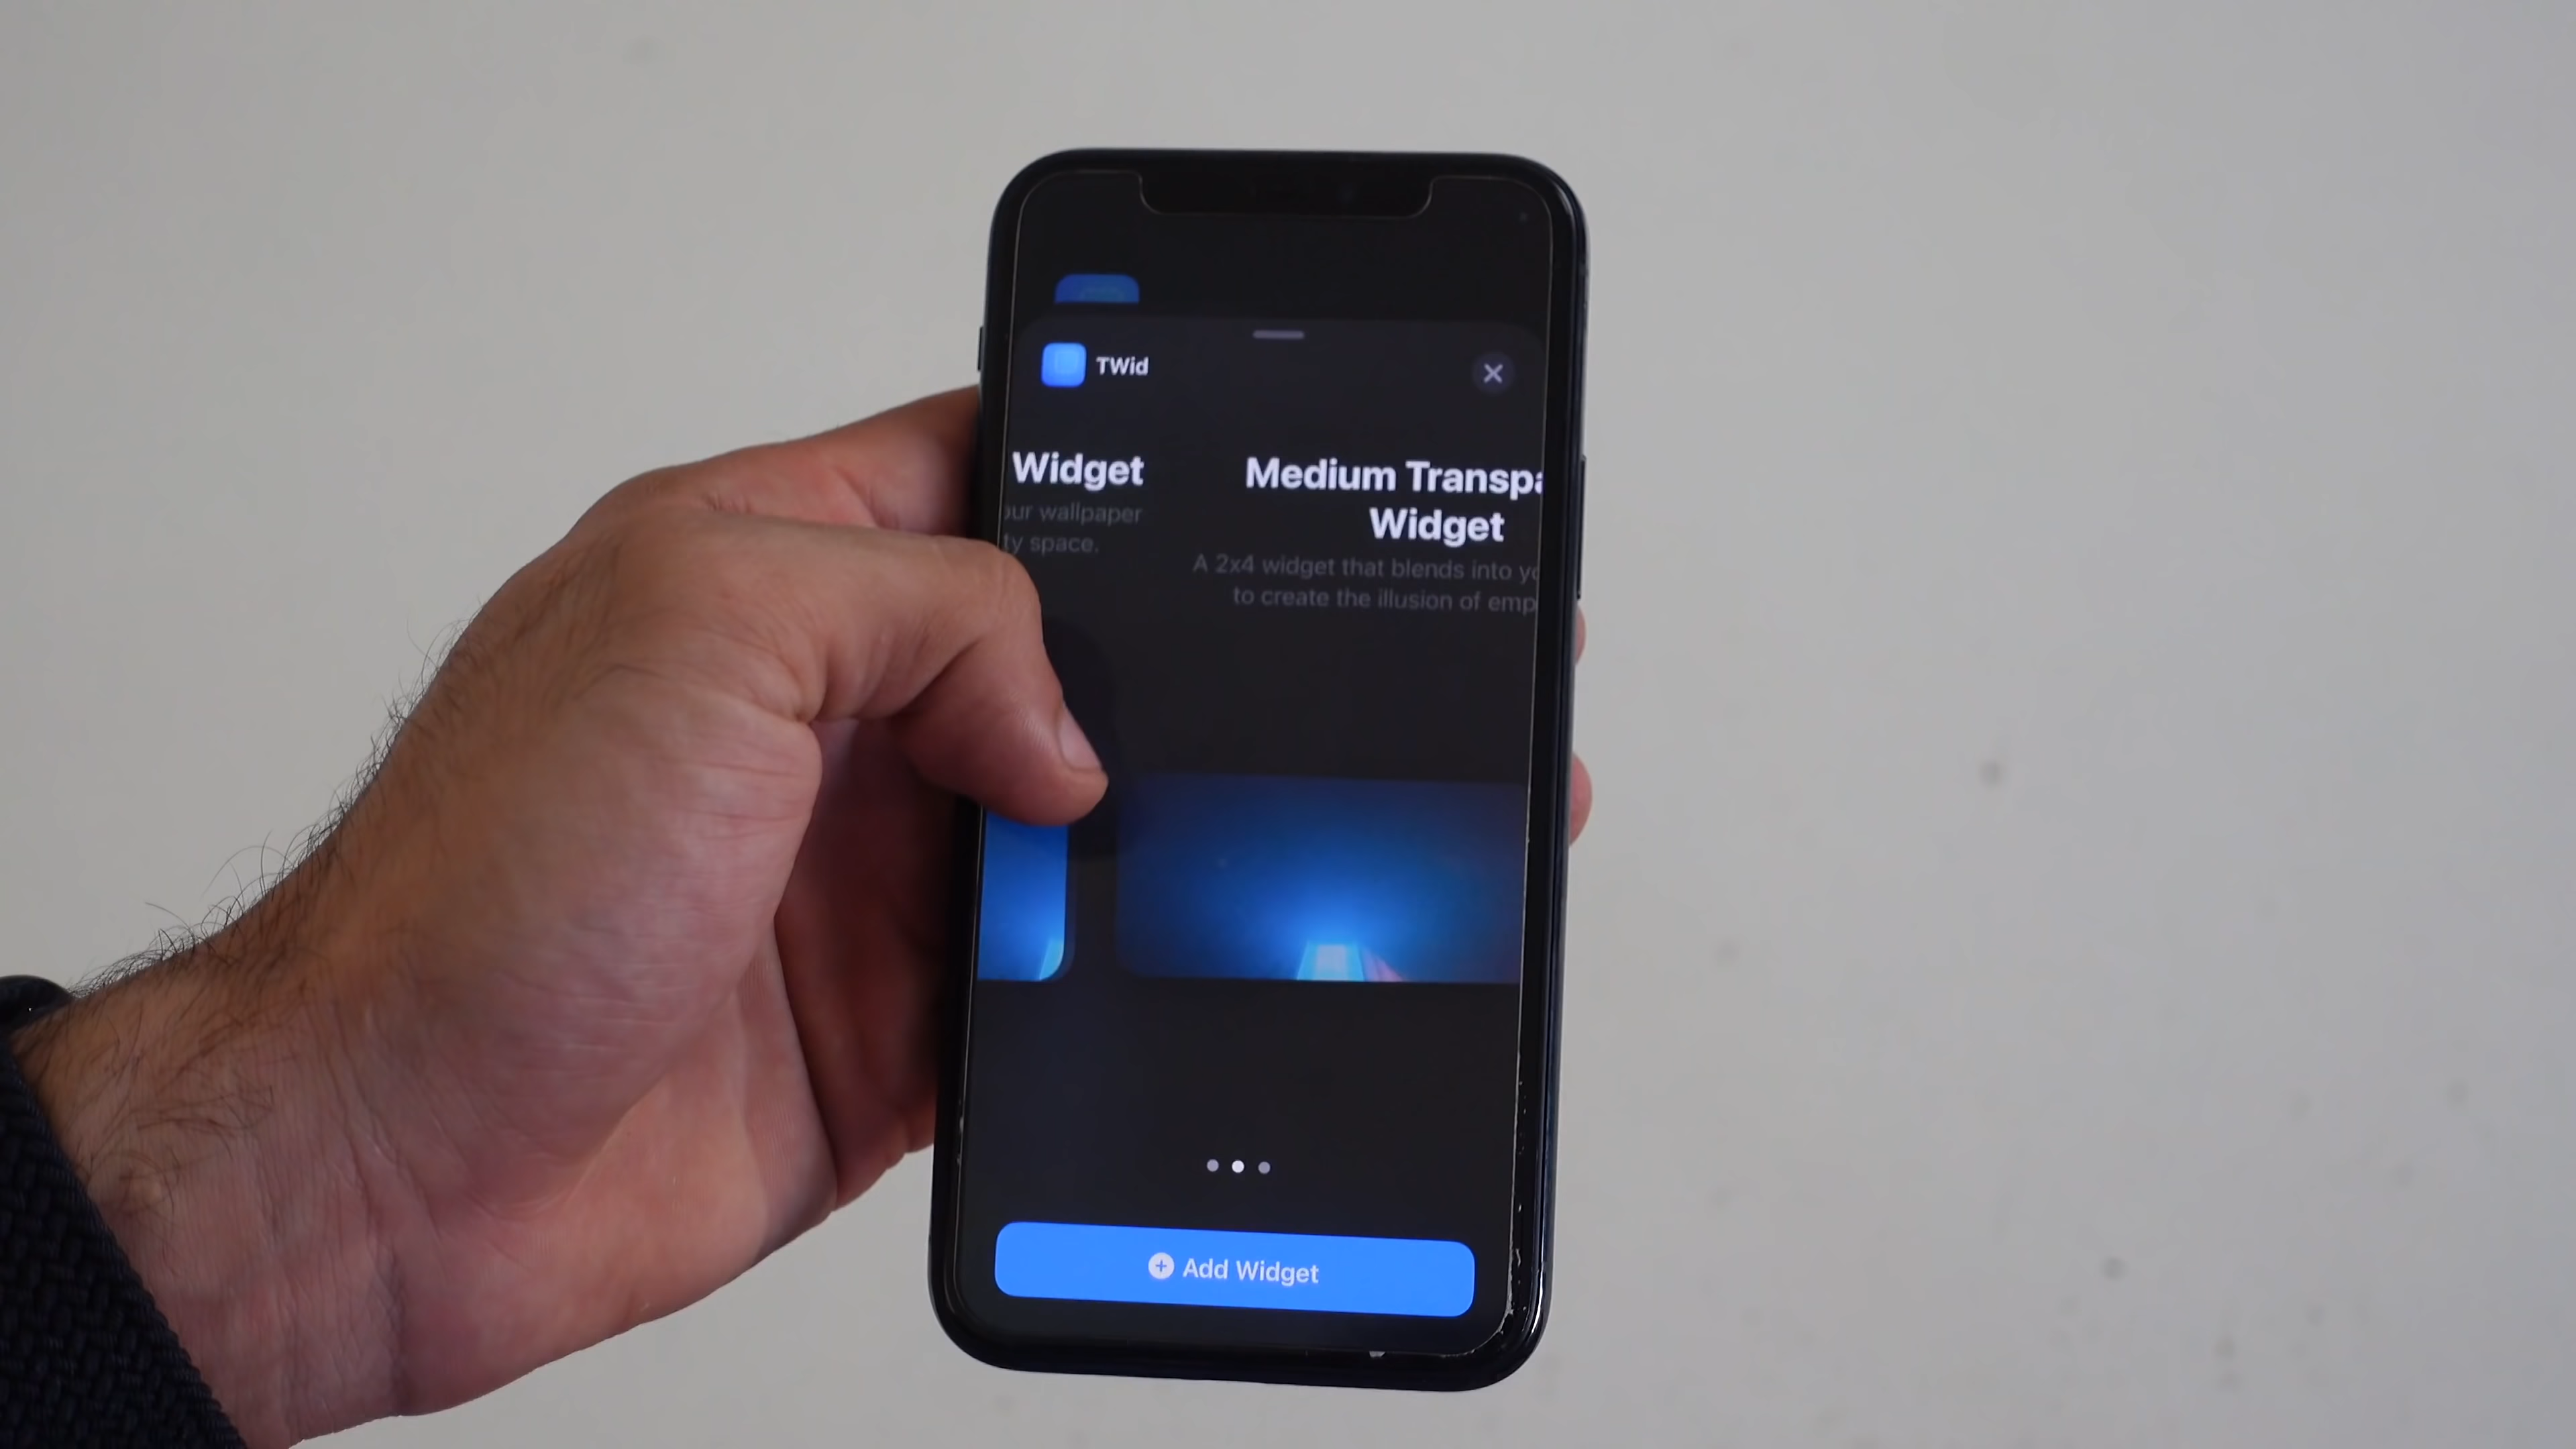 TWid
Widget
our wallpaper
ty space.
Medium Transpa
Widget
A 2x4 widget that blends into yo
to create the illusion of emp
Add Widget